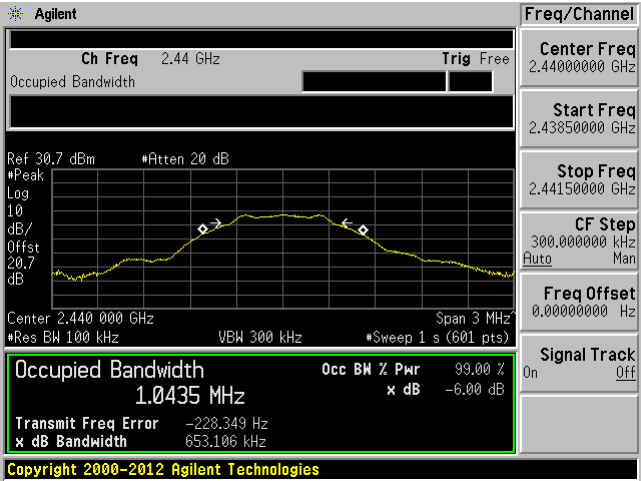 Agilent
Freq/Channel
Ch Freq 2.44 GHz Trig Free
Occupied Bandwidth
Center Freq
2.44000000 GHz
Start Freq
2.43850000 GHz
Stop Freq
2.44150000 GHz
CF Step
300.000000 kHz
Auto Man
Freq Offset
0.00000000 Hz
Signal Track
On Off
Ref 30.7 dBm #Atten 20 dB
#Peak
Log
10
dB/
Offst
20.7
dB
Center 2.440 000 GHz Span 3 MHz^
#Res BW 100 kHz VBW 300 kHz #Sweep 1 s (601 pts)
Occupied Bandwidth Occ BW % Pwr 99.00 %
1.0435 MHz x dB -6.00 dB
Transmit Freq Error -228.349 Hz
x dB Bandwidth 653.106 kHz
Copyright 2000-2012 Agilent Technologies